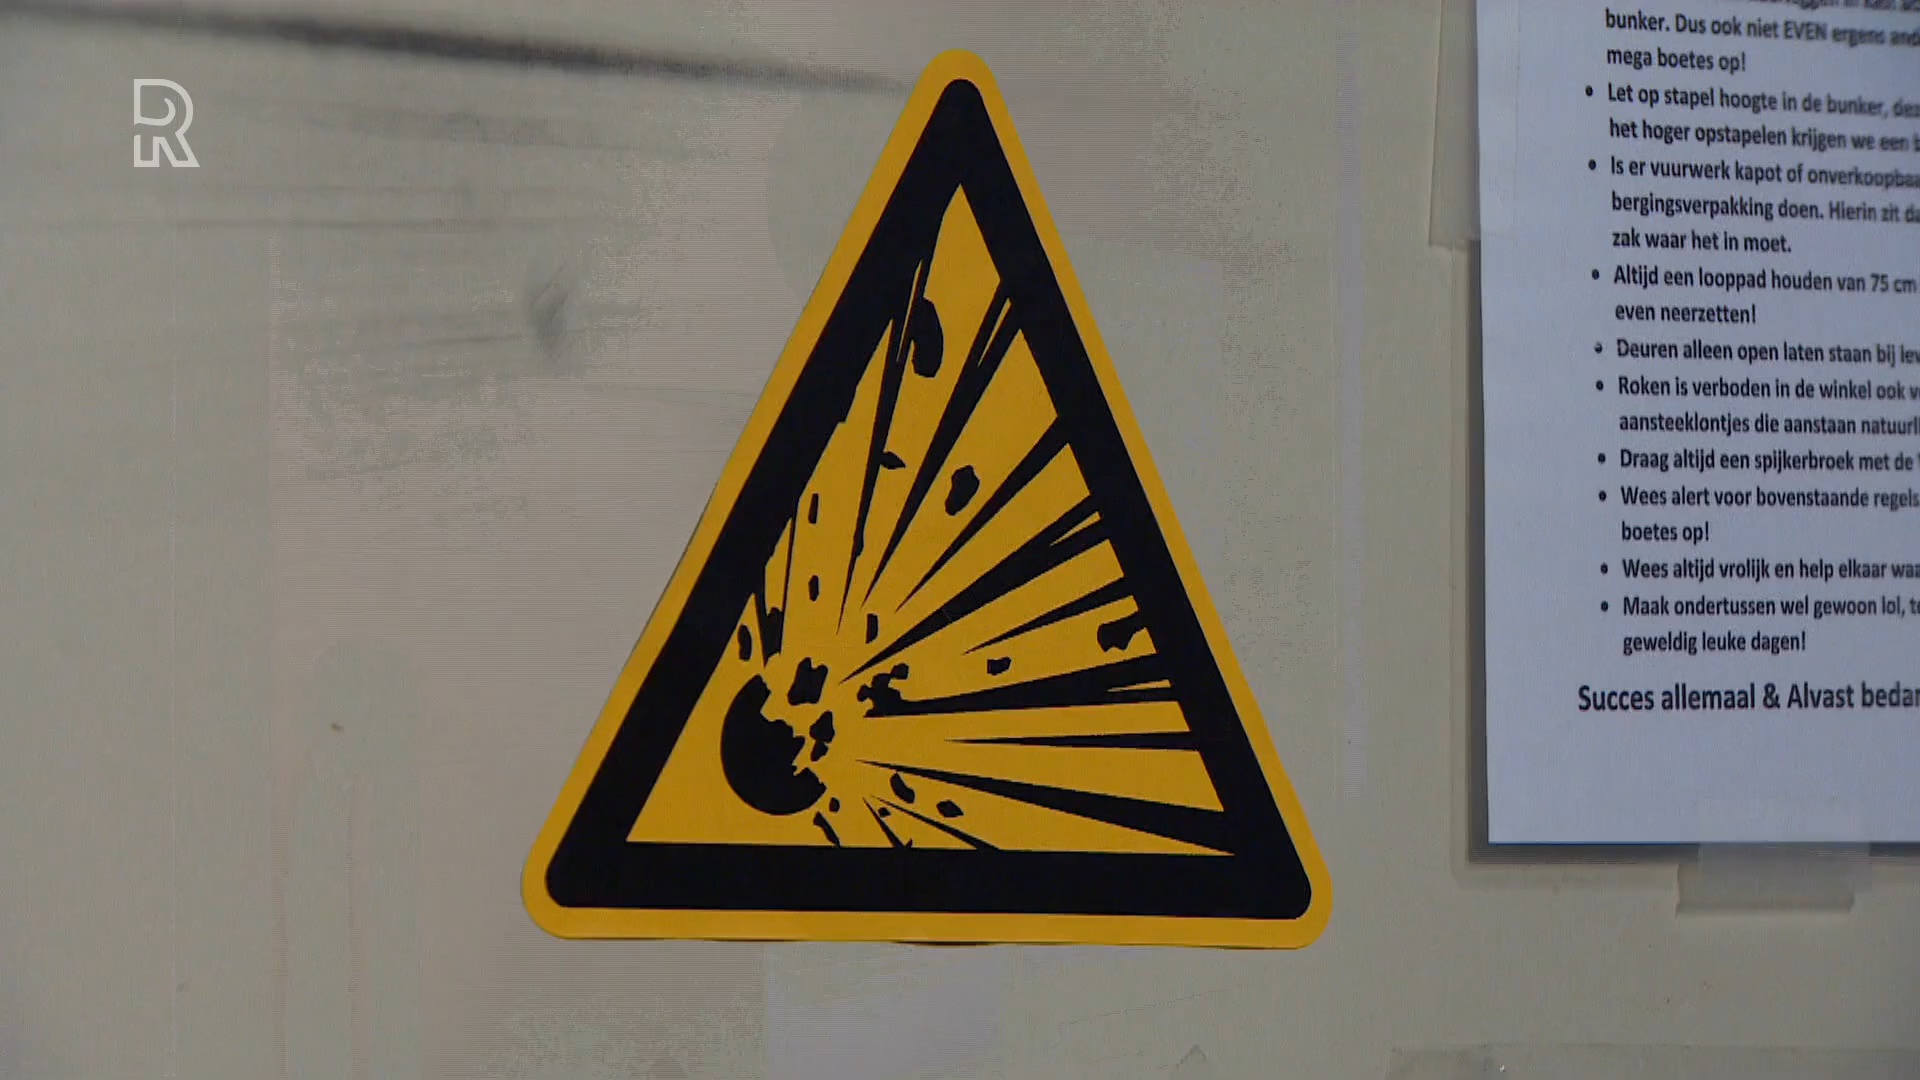 R
bunker. Dus ook niet EVEN ergens
mega boetes op!
• Let op stapel hoogte in de bunker,
het hoger opstapelen krijgen we een
• Is er vuurwerk kapot of
bergingsverpakking doen. Hierin zit
zak waar het in moet.
• Altijd een looppad houden van 75 cm
even neerzetten!
• Deuren alleen open laten staan bij
• Roken is verboden in de winkel ook
aansteeklontjes die aanstaan
• Draag altijd een spijkerbroek met de
• Wees alert voor bovenstaande regels
boetes op!
• Wees altijd vrolijk en help elkaar
• Maak ondertussen wel gewoon lol,
geweldig leuke dagen!
Succes allemaal & Alvast